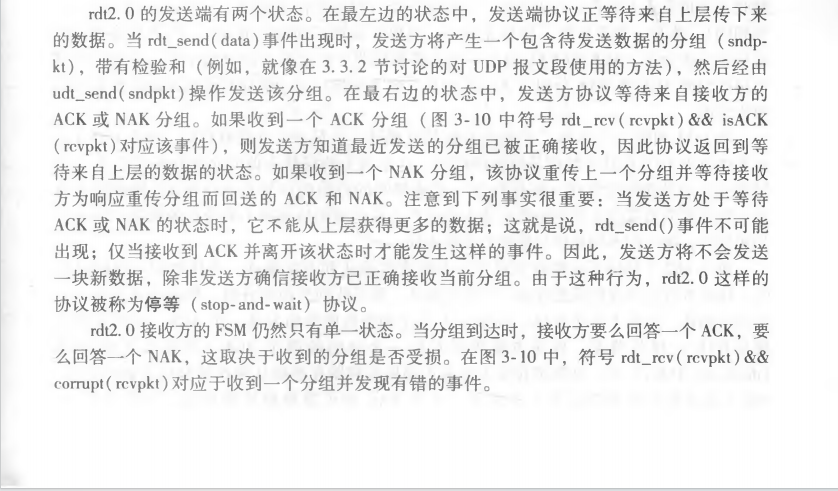 rdt2.0 的发送端有两个状态。在最左边的状态中，发送端协议正等待来自上层传下来
的数据。当 rdt_send(data)事件出现时，发送方将产生一个包含待发送数据的分组（sndp-
kt），带有检验和（例如，就像在 3.3.2 节讨论的对 UDP 报文段使用的方法），然后经由
udt_send(sndpkt)操作发送该分组。在最右边的状态中，发送方协议等待来自接收方的
ACK 或 NAK 分组。如果收到一个 ACK 分组（图 3-10 中符号 rdt_rcv(rcvpkt)&& isACK
(rcvpkt)对应该事件），则发送方知道最近发送的分组已被正确接收，因此协议返回到等
待来自上层的数据的状态。如果收到一个 NAK 分组，该协议重传上一个分组并等待接收
方为响应重传分组而回送的 ACK 和 NAK。注意到下列事实很重要：当发送方处于等待
ACK 或 NAK 的状态时，它不能从上层获得更多的数据；这就是说，rdt_send()事件不可能
出现；仅当接收到 ACK 并离开该状态时才能发生这样的事件。因此，发送方将不会发送
一块新数据，除非发送方确信接收方已正确接收当前分组。由于这种行为，rdt2.0 这样的
协议被称为停等（stop-and-wait）协议。
rdt2.0 接收方的 FSM 仍然只有单一状态。当分组到达时，接收方要么回答一个 ACK，要
么回答一个 NAK，这取决于收到的分组是否受损。在图 3-10 中，符号 rdt_rcv(rcvpkt)&&
corrupt(rcvpkt)对应于收到一个分组并发现有错的事件。